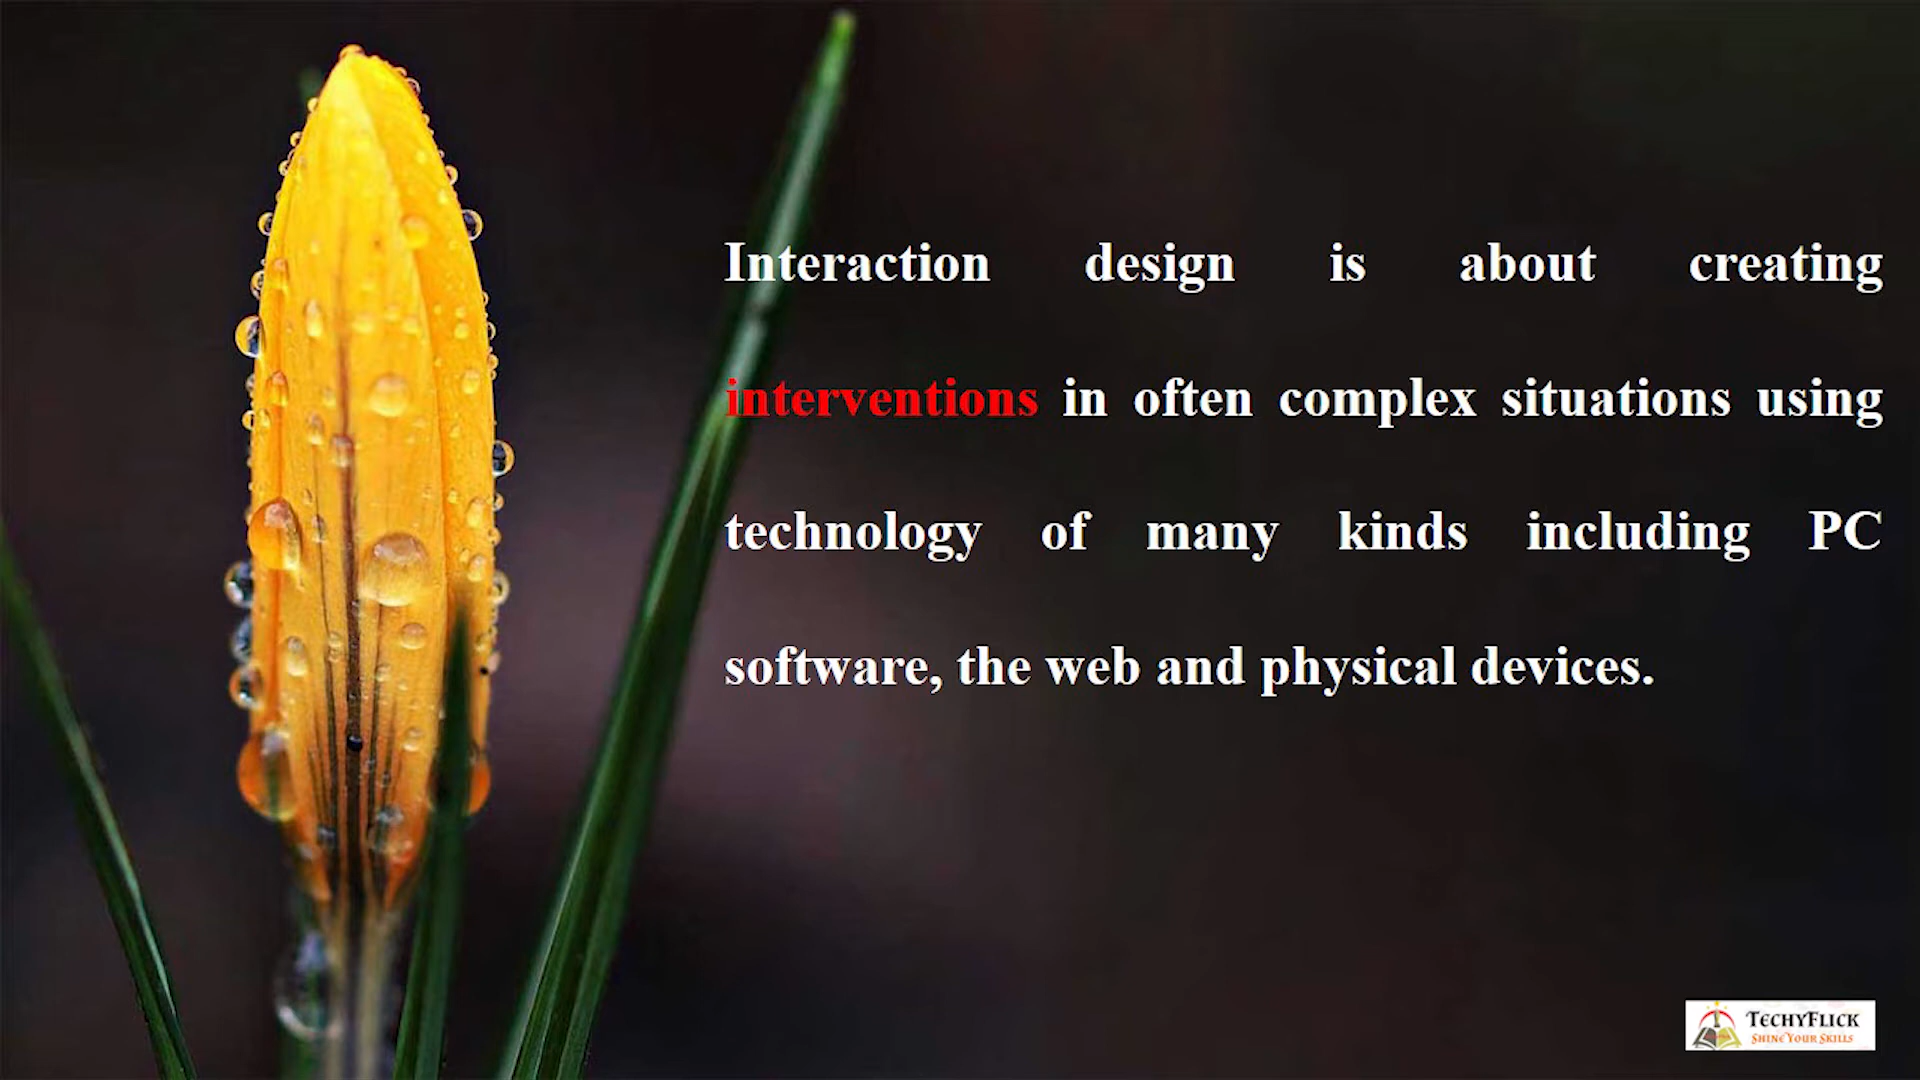 Interaction design is about creating
interventions in often complex situations using
technology of many kinds including PC
software, the web and physical devices.
TECHYFLICK
SHINE YOUR SKILLS